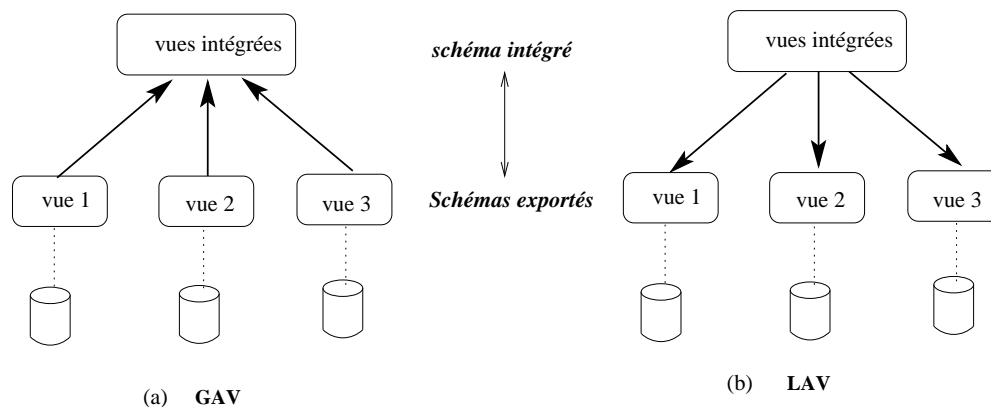 vues intégrées
schéma intégré
vues intégrées
vue 1
vue 2
vue 3
Schémas exportés
vue 1
vue 2
vue 3
(a) GAV
(b) LAV